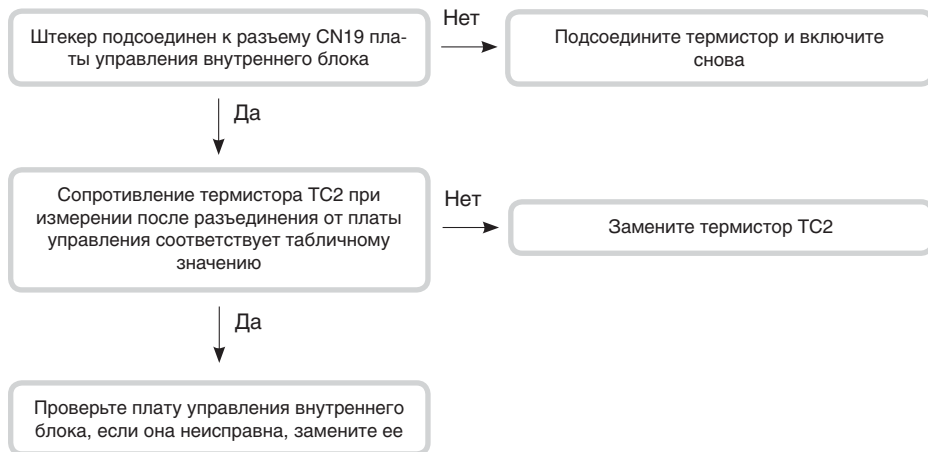 Нет
Штекер подсоединен к разъему CN19 пла-
ты управления внутреннего блока
Подсоедините термистор и включите
снова
Да
Сопротивление термистора TC2 при
измерении после разъединения от платы
управления соответствует табличному
значению
Нет
Замените термистор TC2
Да
Проверьте плату управления внутреннего
блока, если она неисправна, замените ее